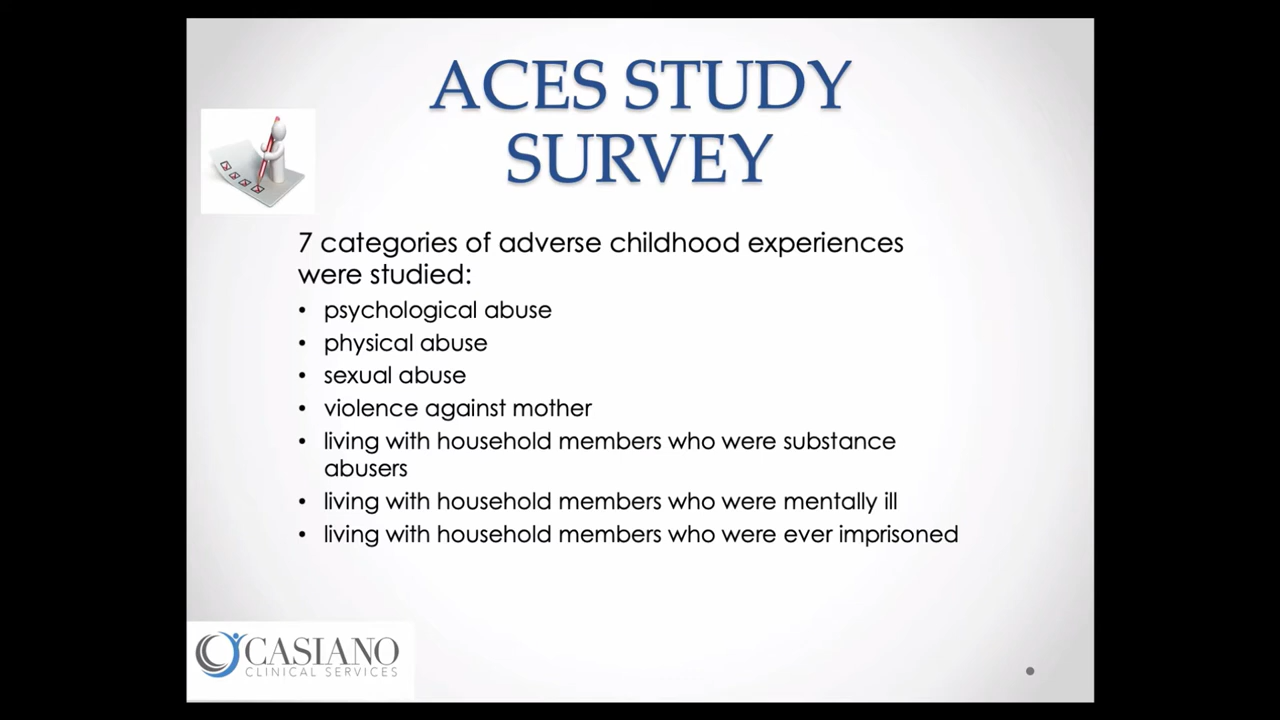 ACES STUDY
SURVEY
7 categories of adverse childhood experiences
were studied:
• psychological abuse
• physical abuse
• sexual abuse
• violence against mother
• living with household members who were substance
abusers
• living with household members who were mentally ill
• living with household members who were ever imprisoned
CASIANO
CLINICAL SERVICES